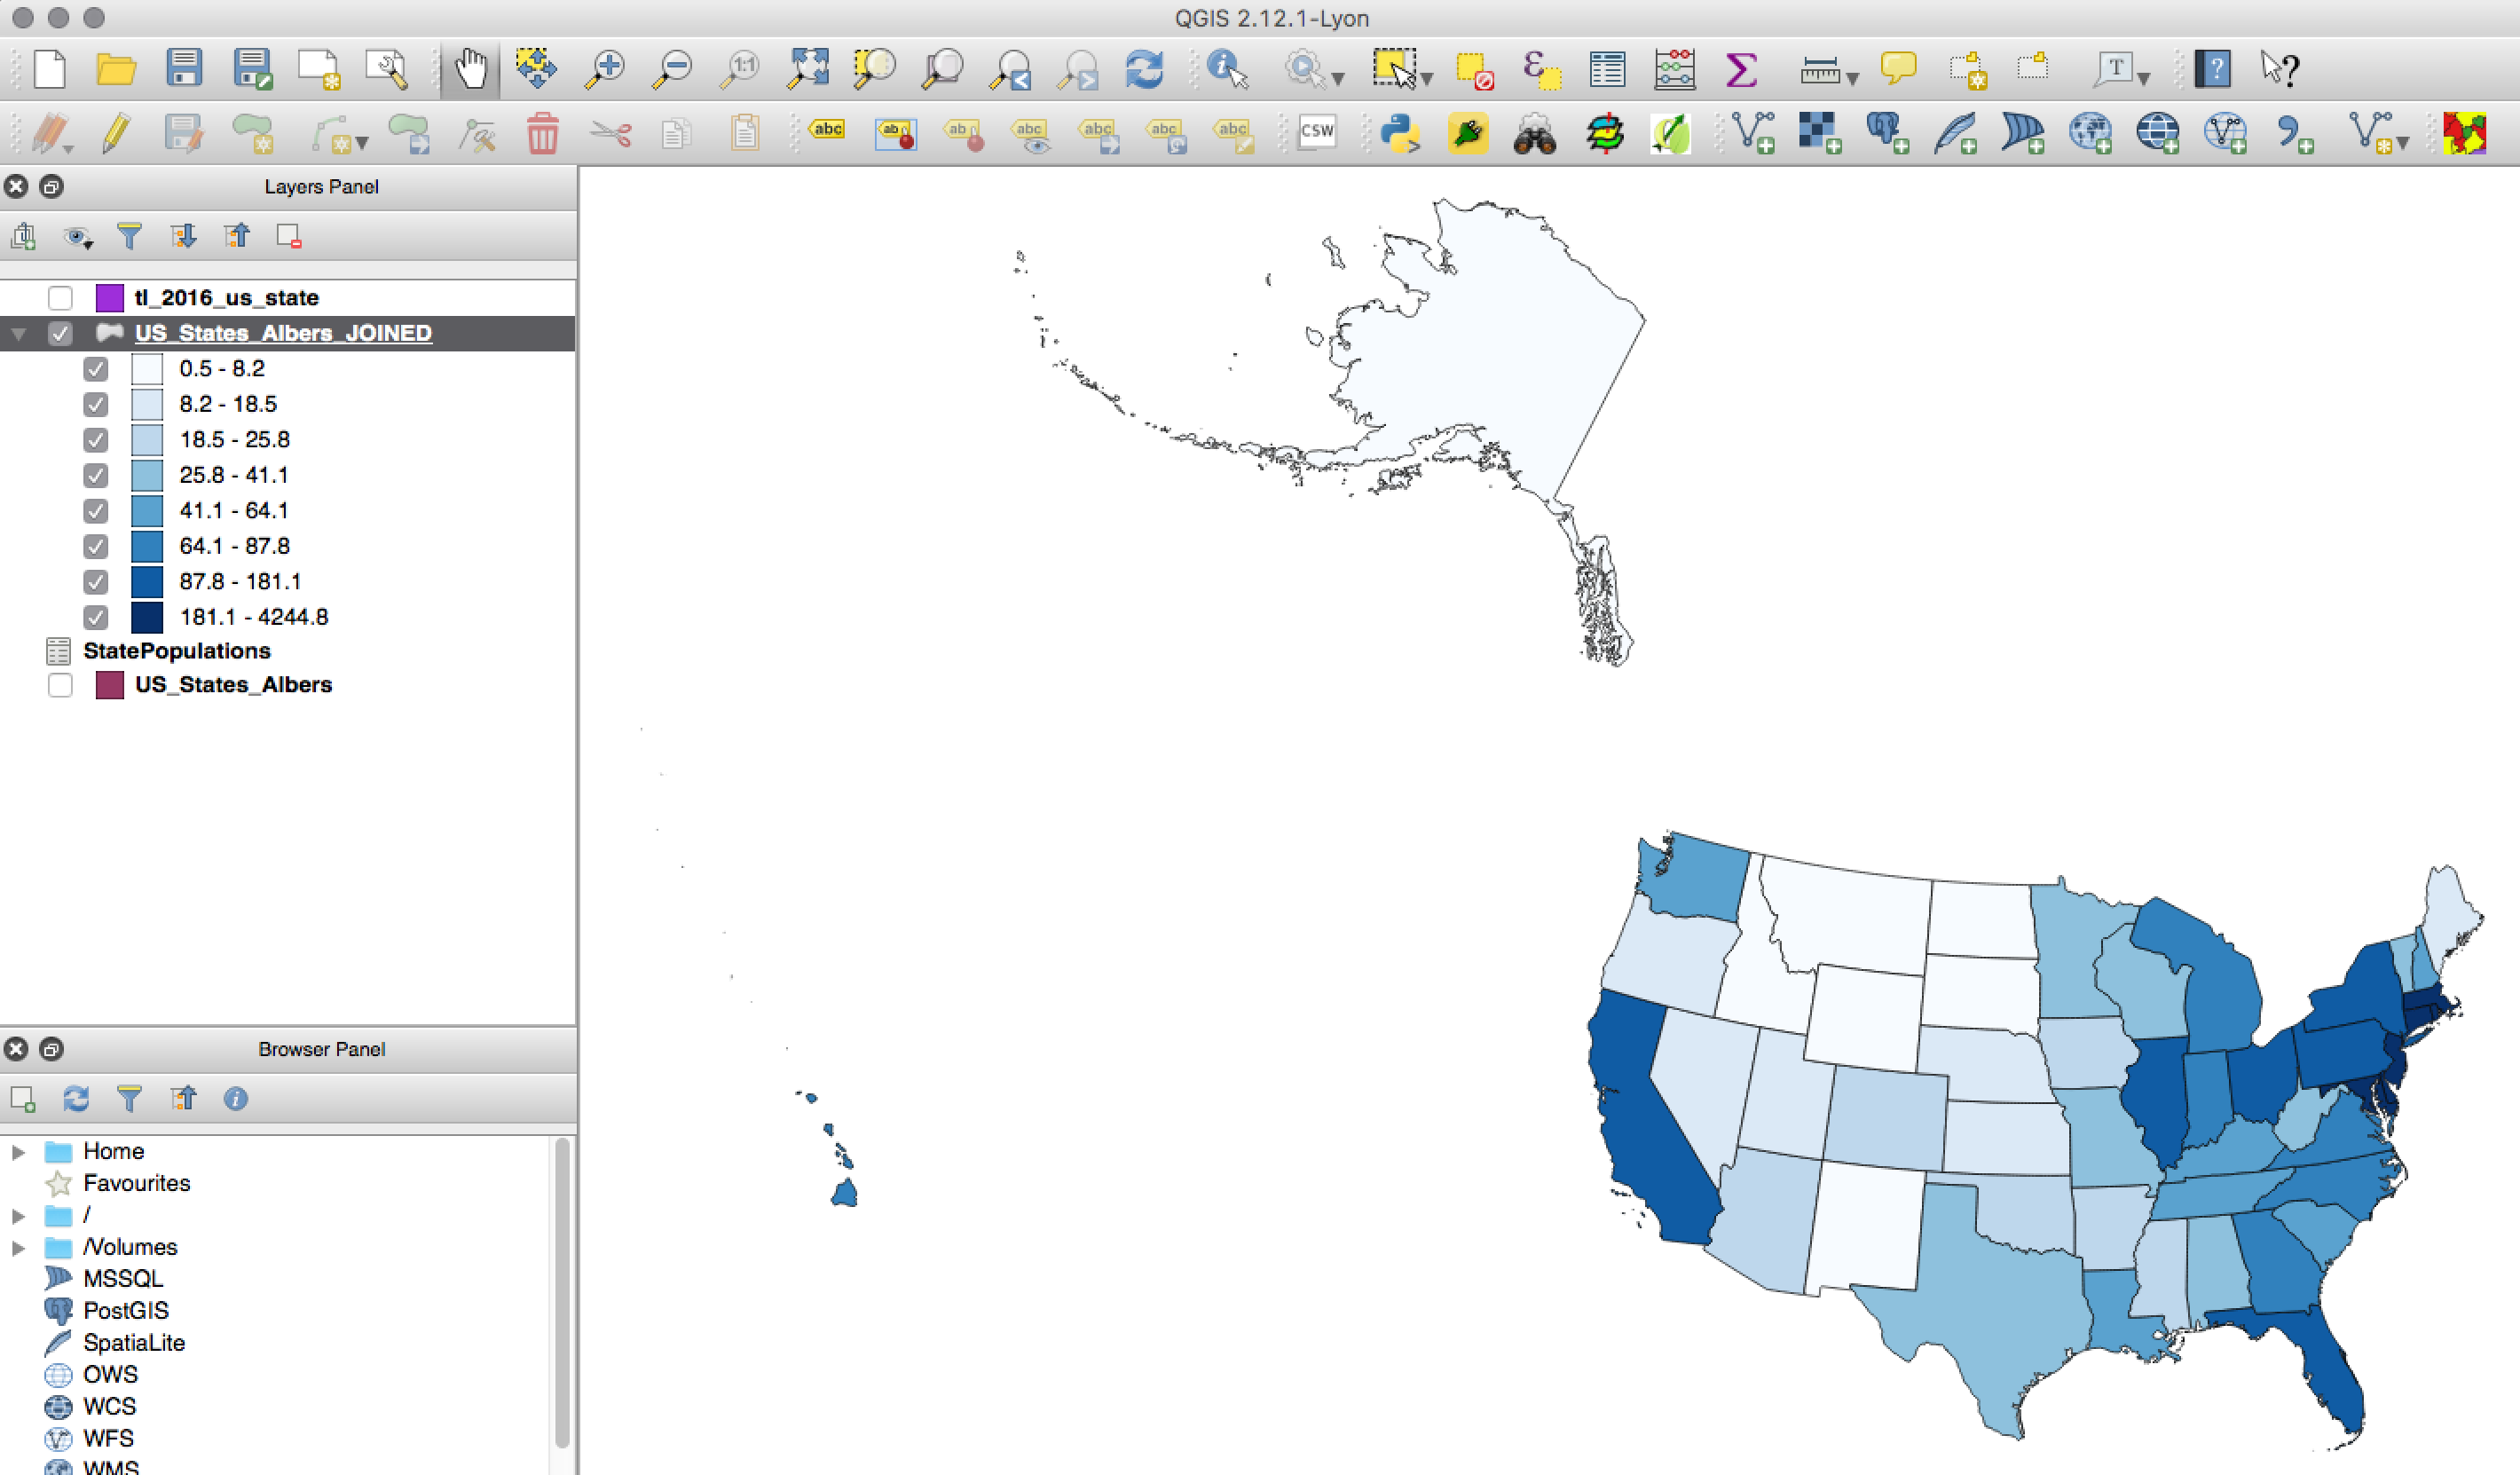 QGIS 2.12.1-Lyon
1:1
ε
Σ
T
?
?
abc
ab
ab
abc
abc
abc
abc
CSW
Layers Panel
tl_2016_us_state
US_States_Albers_JOINED
0.5 - 8.2
8.2 - 18.5
18.5 - 25.8
25.8 - 41.1
41.1 - 64.1
64.1 - 87.8
87.8 - 181.1
181.1 - 4244.8
StatePopulations
US_States_Albers
Browser Panel
Home
Favourites
/
/Volumes
MSSQL
PostGIS
SpatiaLite
OWS
WCS
WFS
WMS